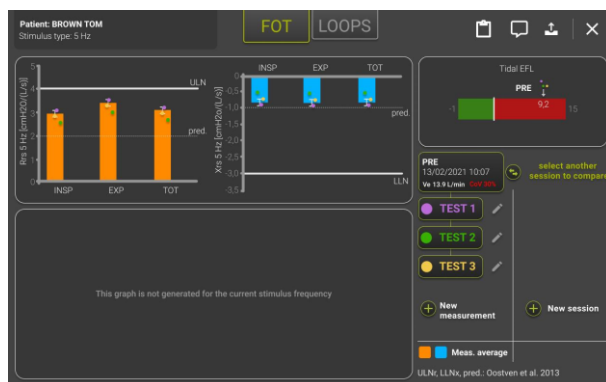 Patient: BROWN TOM
Stimulus type: 5 Hz
FOT
LOOPS
Rrs 5 Hz [cmH2O/(L/s)]
5
4
3
2
1
0
ULN
pred.
INSP
EXP
TOT
Xrs 5 Hz [cmH2O/(L/s)]
INSP
EXP
TOT
0
-0,5
-1,0
-1,5
-2,0
-2,5
-3,0
-3,5
pred.
LLN
Tidal EFL
PRE
-1
9,2
15
PRE
13/02/2021 10:07
Ve 13.9 L/min
select another
session to compare
TEST 1
TEST 2
TEST 3
New
measurement
New session
Meas. average
ULNr, LLNx, pred.: Oostven et al. 2013
This graph is not generated for the current stimulus frequency